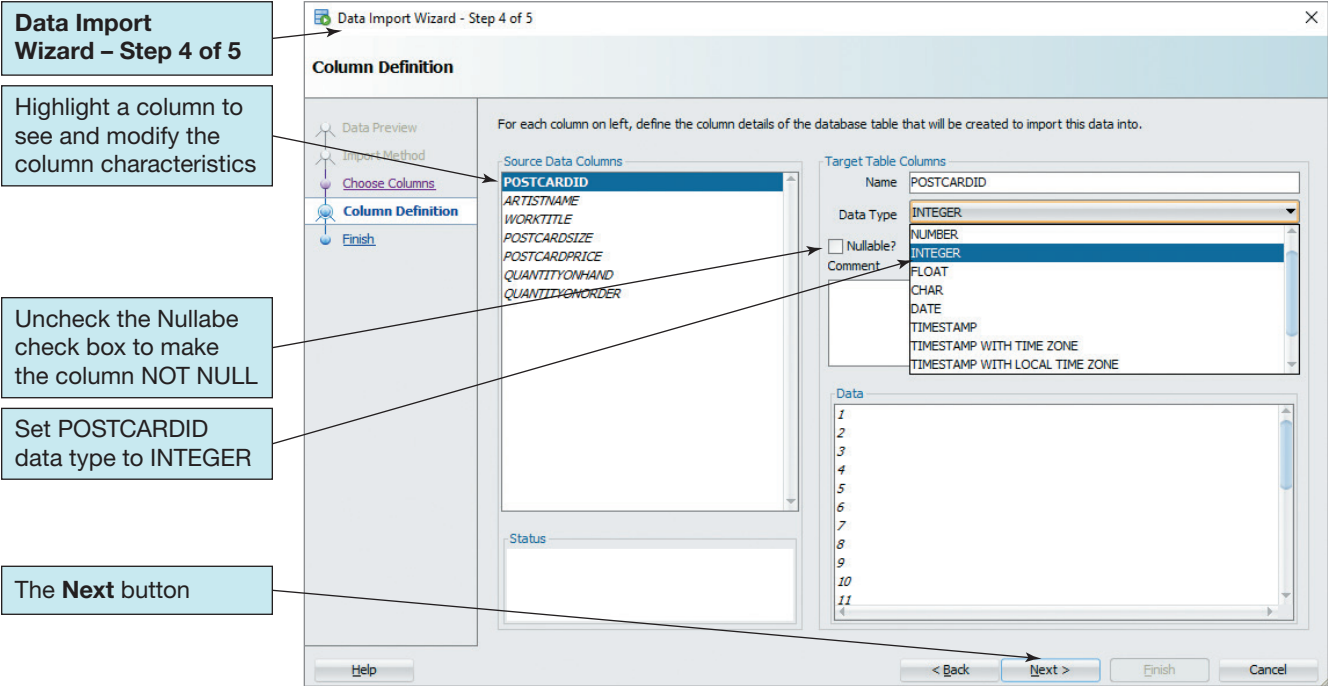 Data Import
Wizard – Step 4 of 5
Highlight a column to
see and modify the
column characteristics
Uncheck the Nullabe
check box to make
the column NOT NULL
Set POSTCARDID
data type to INTEGER
The Next button
Data Import Wizard - Step 4 of 5
Column Definition
Data Preview
Import Method
Choose Columns
Column Definition
Finish
For each column on left, define the column details of the database table that will be created to import this data into.
Source Data Columns
POSTCARDID
ARTISTNAME
WORKTITLE
POSTCARDSIZE
POSTCARDPRICE
QUANTITYONHAND
QUANTITYONORDER
Status
Target Table Columns
Name POSTCARDID
Data Type INTEGER
NUMBER
INTEGER
FLOAT
CHAR
DATE
TIMESTAMP
TIMESTAMP WITH TIME ZONE
TIMESTAMP WITH LOCAL TIME ZONE
Nullable?
Comment
Data
1
2
3
4
5
6
7
8
9
10
11
Help
< Back
Next >
Finish
Cancel